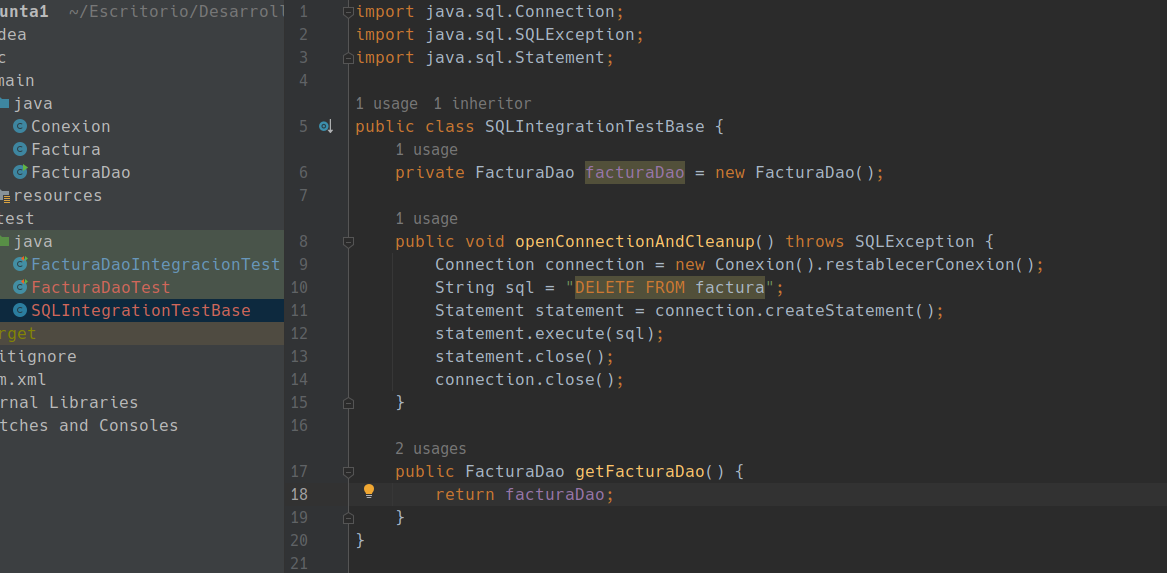 unta1 ~/Escritorio/Desarroll
dea
c
main
java
Conexion
Factura
FacturaDao
resources
test
java
FacturaDaoIntegracionTest
FacturaDaoTest
SQLIntegrationTestBase
rget
itignore
m.xml
rnal Libraries
tches and Consoles
1 import java.sql.Connection;
2 import java.sql.SQLException;
3 import java.sql.Statement;
4
1 usage 1 inheritor
5 public class SQLIntegrationTestBase {
1 usage
6 private FacturaDao facturaDao = new FacturaDao();
7
1 usage
8 public void openConnectionAndCleanup() throws SQLException {
9 Connection connection = new Conexion().restablecerConexion();
10 String sql = "DELETE FROM factura";
11 Statement statement = connection.createStatement();
12 statement.execute(sql);
13 statement.close();
14 connection.close();
15 }
16
2 usages
17 public FacturaDao getFacturaDao() {
18 return facturaDao;
19 }
20 }
21